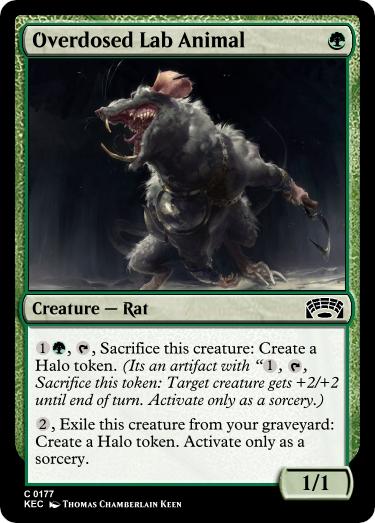 Overdosed Lab Animal
Creature — Rat
1, Sacrifice this creature: Create a
Halo token. (Its an artifact with “1, ,
Sacrifice this token: Target creature gets +2/+2
until end of turn. Activate only as a sorcery.)
2, Exile this creature from your graveyard:
Create a Halo token. Activate only as a
sorcery.
1/1
C 0177
KEC Thomas Chamberlain Keen